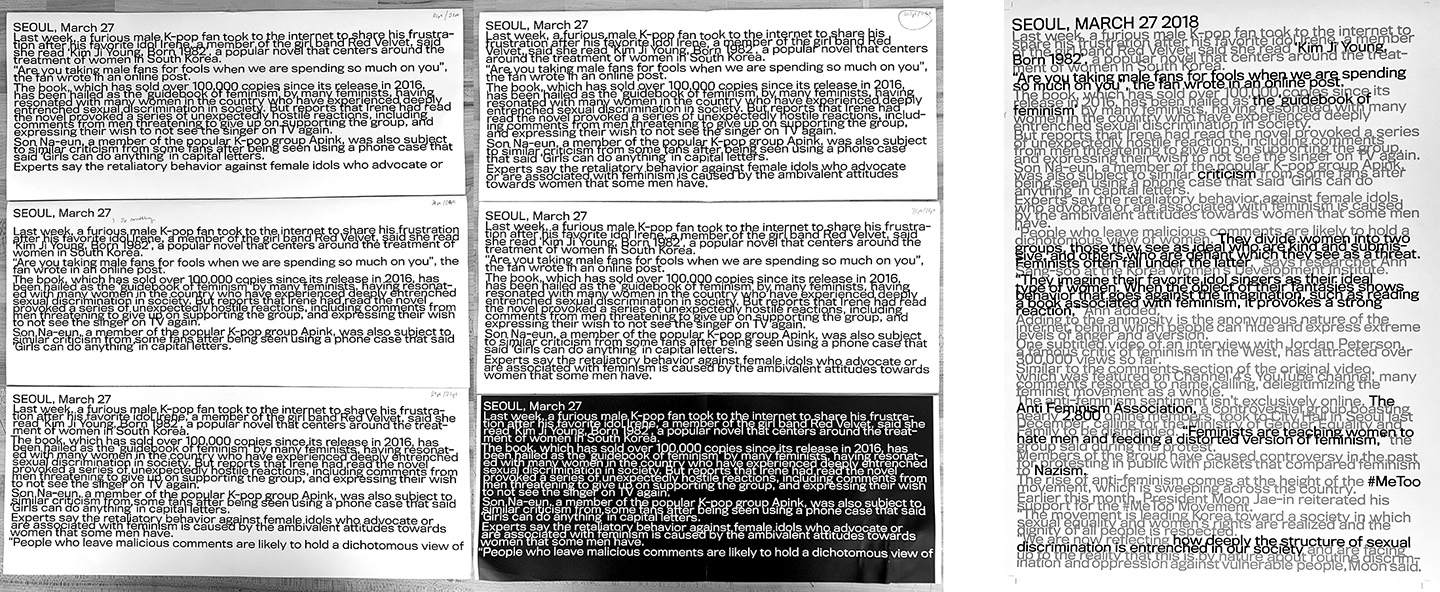 SEOUL, March 27
Last week, a furious male K-pop fan took to the internet to share his frustra-
tion after his favorite idol Irene, a member of the girl band Red Velvet, said
she read 'Kim Ji Young, Born 1982', a popular novel that centers around the
treatment of women in South Korea.
"Are you taking male fans for fools when we are spending so much on you",
the fan wrote in an online post.
The book, which has sold over 100,000 copies since its release in 2016,
has been hailed as the 'guidebook of feminism' by many feminists, having
resonated with many women in the country who have experienced deeply
entrenched sexual discrimination in society. But reports that Irene had read
the novel provoked a series of unexpectedly hostile reactions, including
comments from men threatening to give up on supporting the group, and
expressing their wish to not see the singer on TV again.
Son Na-eun, a member of the popular K-pop group Apink, was also subject
to similar criticism from some fans after being seen using a phone case that
said 'Girls can do anything' in capital letters.
Experts say the retaliatory behavior against female idols who advocate or
SEOUL, March 27
Last week, a furious male K-pop fan took to the internet to share his
frustration after his favorite idol Irene, a member of the girl band Red
Velvet, said she read 'Kim Ji Young, Born 1982', a popular novel that centers
around the treatment of women in South Korea.
"Are you taking male fans for fools when we are spending so much on you",
the fan wrote in an online post.
The book, which has sold over 100,000 copies since its release in 2016,
has been hailed as the 'guidebook of feminism' by many feminists, having
resonated with many women in the country who have experienced deeply
entrenched sexual discrimination in society. But reports that Irene had
read the novel provoked a series of unexpectedly hostile reactions, includ-
ing comments from men threatening to give up on supporting the group,
and expressing their wish to not see the singer on TV again.
Son Na-eun, a member of the popular K-pop group Apink, was also subject
to similar criticism from some fans after being seen using a phone case
that said 'Girls can do anything' in capital letters.
Experts say the retaliatory behavior against female idols who advocate
or are associated with feminism is caused by the ambivalent attitudes
towards women that some men have.
SEOUL, March 27
Last week, a furious male K-pop fan took to the internet to share his frustration
after his favorite idol Irene, a member of the girl band Red Velvet, said she read
'Kim Ji Young, Born 1982', a popular novel that centers around the treatment of
women in South Korea.
"Are you taking male fans for fools when we are spending so much on you", the
fan wrote in an online post.
The book, which has sold over 100,000 copies since its release in 2016, has
been hailed as the 'guidebook of feminism' by many feminists, having resonat-
ed with many women in the country who have experienced deeply entrenched
sexual discrimination in society. But reports that Irene had read the novel
provoked a series of unexpectedly hostile reactions, including comments from
men threatening to give up on supporting the group, and expressing their wish
to not see the singer on TV again.
Son Na-eun, a member of the popular K-pop group Apink, was also subject to
similar criticism from some fans after being seen using a phone case that said
'Girls can do anything' in capital letters.
SEOUL, March 27
Last week, a furious male K-pop fan took to the internet to share his frustra-
tion after his favorite idol Irene, a member of the girl band Red Velvet, said
she read 'Kim Ji Young, Born 1982', a popular novel that centers around the
treatment of women in South Korea.
"Are you taking male fans for fools when we are spending so much on you",
the fan wrote in an online post.
The book, which has sold over 100,000 copies since its release in 2016,
has been hailed as the 'guidebook of feminism' by many feminists, having
resonated with many women in the country who have experienced deeply
entrenched sexual discrimination in society. But reports that Irene had read
the novel provoked a series of unexpectedly hostile reactions, including
comments from men threatening to give up on supporting the group, and
expressing their wish to not see the singer on TV again.
Son Na-eun, a member of the popular K-pop group Apink, was also subject
to similar criticism from some fans after being seen using a phone case that
said 'Girls can do anything' in capital letters.
Experts say the retaliatory behavior against female idols who advocate or
are associated with feminism is caused by the ambivalent attitudes towards
women that some men have.
SEOUL, March 27
Last week, a furious male K-pop fan took to the internet to share his frustra-
tion after his favorite idol Irene, a member of the girl band Red Velvet, said she
read 'Kim Ji Young, Born 1982', a popular novel that centers around the treat-
ment of women in South Korea.
The book, which has sold over 100,000 copies since its release in 2016, has
been hailed as the 'guidebook of feminism' by many feminists, having resonat-
ed with many women in the country who have experienced deeply entrenched
sexual discrimination in society. But reports that Irene had read the novel
provoked a series of unexpectedly hostile reactions, including comments from
men threatening to give up on supporting the group, and expressing their wish
to not see the singer on TV again.
Son Na-eun, a member of the popular K-pop group Apink, was also subject to
similar criticism from some fans after being seen using a phone case that said
'Girls can do anything' in capital letters.
Experts say the retaliatory behavior against female idols who advocate or
are associated with feminism is caused by the ambivalent attitudes towards
women that some men have.
"People who leave malicious comments are likely to hold a dichotomous view of
SEOUL, March 27
Last week, a furious male K-pop fan took to the internet to share his frustra-
tion after his favorite idol Irene, a member of the girl band Red Velvet, said she
read 'Kim Ji Young, Born 1982', a popular novel that centers around the treat-
ment of women in South Korea.
The book, which has sold over 100,000 copies since its release in 2016, has
been hailed as the 'guidebook of feminism' by many feminists, having resonat-
ed with many women in the country who have experienced deeply entrenched
sexual discrimination in society. But reports that Irene had read the novel
provoked a series of unexpectedly hostile reactions, including comments from
men threatening to give up on supporting the group, and expressing their wish
to not see the singer on TV again.
Son Na-eun, a member of the popular K-pop group Apink, was also subject to
similar criticism from some fans after being seen using a phone case that said
'Girls can do anything' in capital letters.
Experts say the retaliatory behavior against female idols who advocate or
are associated with feminism is caused by the ambivalent attitudes towards
women that some men have.
"People who leave malicious comments are likely to hold a dichotomous view of
SEOUL, MARCH 27 2018
Last week, a furious male K-pop fan took to the internet to
share his frustration after his favorite idol Irene, a member
of the girl band Red Velvet, said she read 'Kim Ji Young,
Born 1982', a popular novel that centers around the treat-
ment of women in South Korea.
"Are you taking male fans for fools when we are spending
so much on you", the fan wrote in an online post.
The book, which has sold over 100,000 copies since its
release in 2016, has been hailed as the 'guidebook of
feminism' by many feminists, having resonated with many
women in the country who have experienced deeply
entrenched sexual discrimination in society.
But reports that Irene had read the novel provoked a series
of unexpectedly hostile reactions, including comments
from men threatening to give up on supporting the group,
and expressing their wish to not see the singer on TV again.
Son Na-eun, a member of the popular K-pop group Apink,
was also subject to similar criticism from some fans after
being seen using a phone case that said 'Girls can do
anything' in capital letters.
Experts say the retaliatory behavior against female idols
who advocate or are associated with feminism is caused
by the ambivalent attitudes towards women that some men
have.
"People who leave malicious comments are likely to hold a
dichotomous view of women. They divide women into two
groups, those they see as ideal who are kind and submis-
sive, and others who are defiant which they see as a threat.
Feminists often fall under the latter", says researcher Ahn
Sang-soo at the Korea Women's Development Institute.
"They imagine their favorite idol singers as their ideal
type of women. When the object of their fantasies shows
behavior that goes against the imagination, such as reading
a book associated with feminism, it provokes a strong
reaction," Ahn added.
Adding to the animosity is the anonymous nature of the
internet, behind which people can hide and express extreme
levels of anger and aversion.
One subtitled video of an interview with Jordan Peterson,
a famous critic of feminism in the West, has attracted over
300,000 views so far.
Similar to the comments section of the original video,
which was featured on Channel 4's YouTube channel, many
comments resorted to name calling, delegitimizing the
feminist movement as a whole.
The anti-feminism sentiment isn't exclusively online. The
Anti Feminism Association, a controversial group boasting
nearly 2,800 online members, took to City Hall in Seoul last
December, calling for the Ministry of Gender Equality and
Family to be dismantled. "Feminists are teaching women to
hate men and feeding a distorted version of feminism," the
group said during the protest.
Members of the group have caused controversy in the past
for protesting in public with pickets that compared feminism
to Nazism.
The rise of anti-feminism comes at the height of the #MeToo
movement, which is sweeping across the country.
Earlier this month, President Moon Jae-in reiterated his
support for the #MeToo Movement.
"The movement is leading Korea toward a society in which
sexual equality and women's rights are realized and the
dignity of all people is respected.
We are now reflecting how deeply the structure of sexual
discrimination is entrenched in our society and are facing
up to the reality that this is by nature about routine discrim-
ination and oppression against vulnerable people, Moon said.